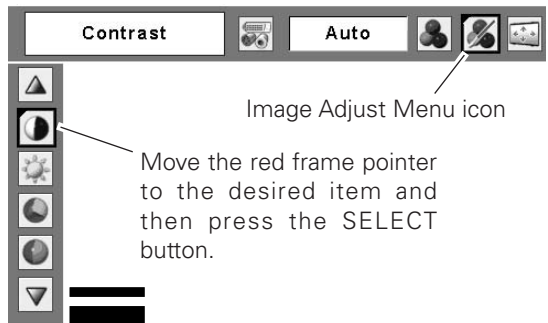 Contrast
Auto
Image Adjust Menu icon
Move the red frame pointer
to the desired item and
then press the SELECT
button.